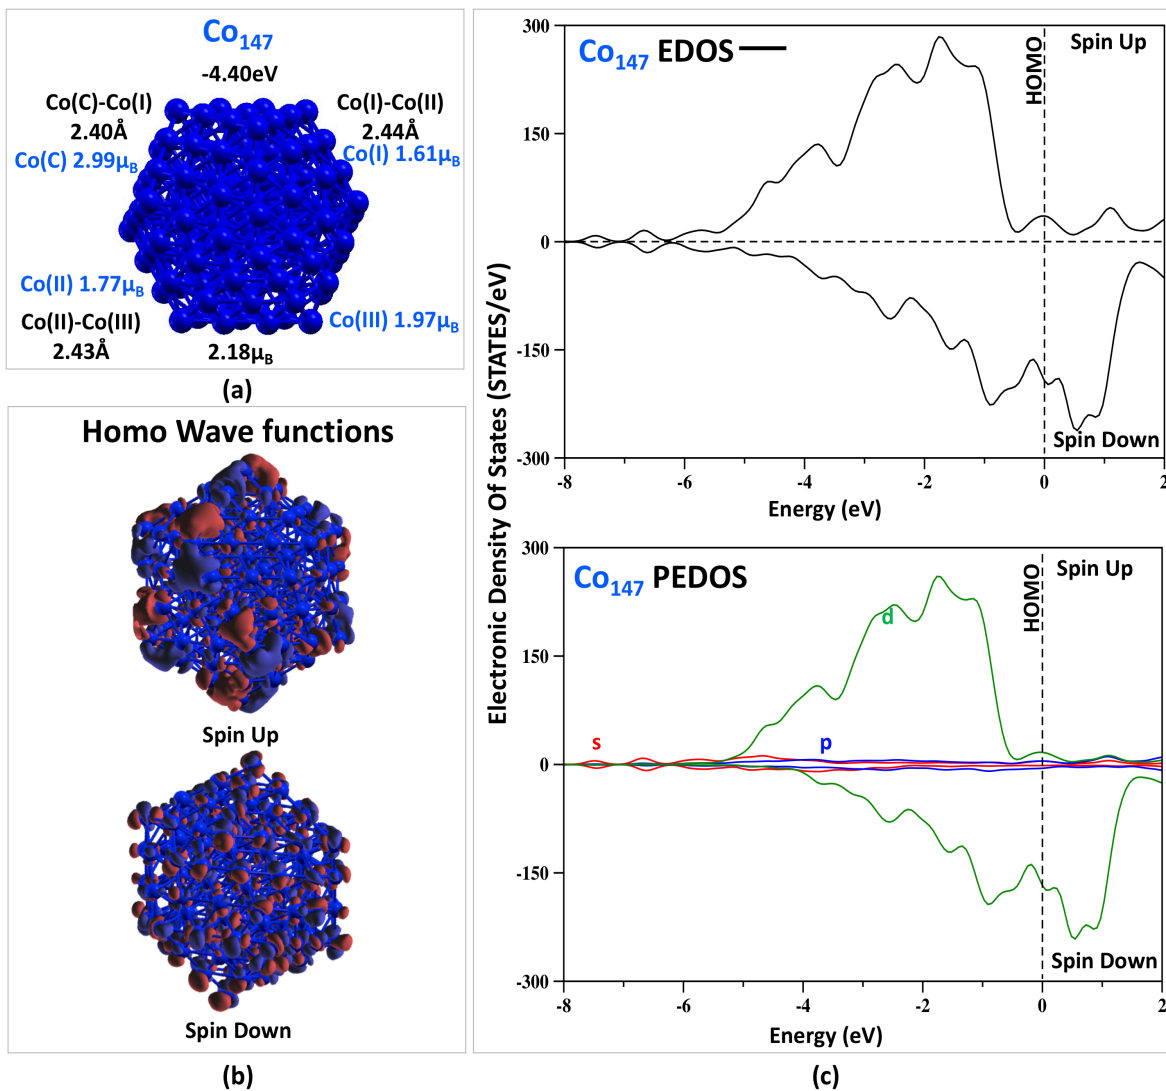 Co147
-4.40eV
Co(C)-Co(I)
2.40Å
Co(I)-Co(II)
2.44Å
Co(C) 2.99μB
Co(I) 1.61μB
Co(II) 1.77μB
Co(II)-Co(III)
2.43Å
Co(III) 1.97μB
2.18μB
(a)
Homo Wave functions
Spin Up
Spin Down
(b)
Electronic Density Of States (STATES/eV)
Co147 EDOS
HOMO
Spin Up
Spin Down
300
150
0
-150
-300
-8
-6
-4
-2
0
2
Energy (eV)
Co147 PEDOS
HOMO
Spin Up
d
s
p
Spin Down
300
150
0
-150
-300
-8
-6
-4
-2
0
2
Energy (eV)
(c)